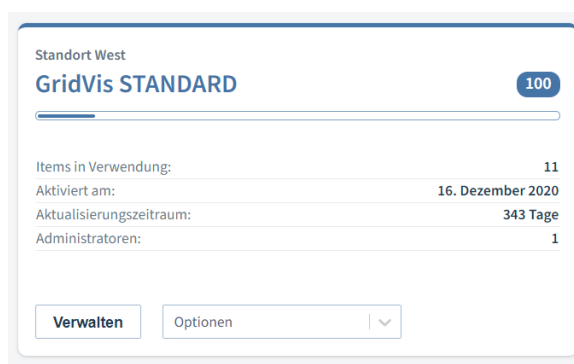 Standort West
GridVis STANDARD 100
Items in Verwendung: 11
Aktiviert am: 16. Dezember 2020
Aktualisierungszeitraum: 343 Tage
Administratoren: 1
Verwalten Optionen